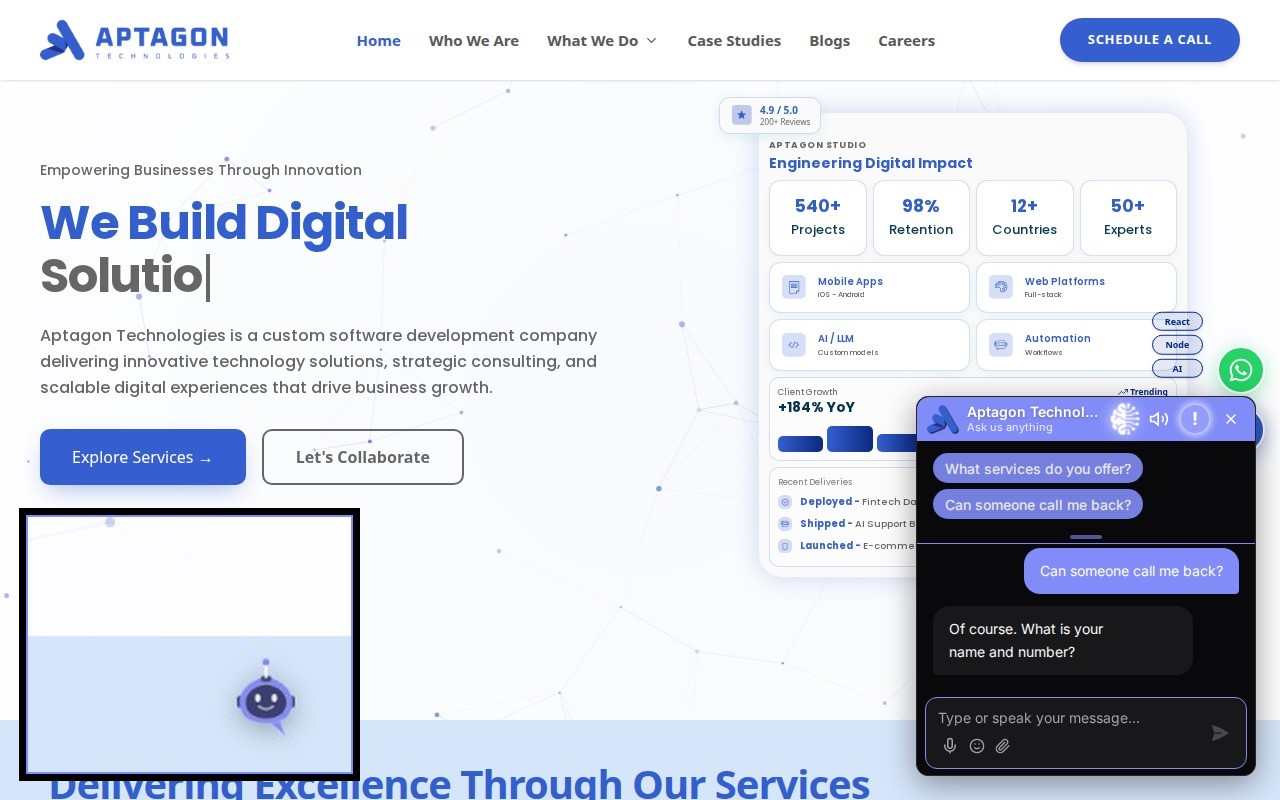 APTAGON
TECHNOLOGIES
Home
Who We Are
What We Do
Case Studies
Blogs
Careers
SCHEDULE A CALL
4.9 / 5.0
200+ Reviews
Empowering Businesses Through Innovation
We Build Digital
Solutio
Aptagon Technologies is a custom software development company
delivering innovative technology solutions, strategic consulting, and
scalable digital experiences that drive business growth.
Explore Services →
Let's Collaborate
APTAGON STUDIO
Engineering Digital Impact
540+
Projects
98%
Retention
12+
Countries
50+
Experts
Mobile Apps
iOS - Android
Web Platforms
Full-stack
AI / LLM
Custom models
Automation
Workflows
React
Node
AI
Client Growth
+184% YoY
Trending
Recent Deliveries
Deployed - Fintech Da
Shipped - AI Support B
Launched - E-comme
Aptagon Technol...
Ask us anything
What services do you offer?
Can someone call me back?
Can someone call me back?
Of course. What is your
name and number?
Type or speak your message...
Delivering Excellence Through Our Services